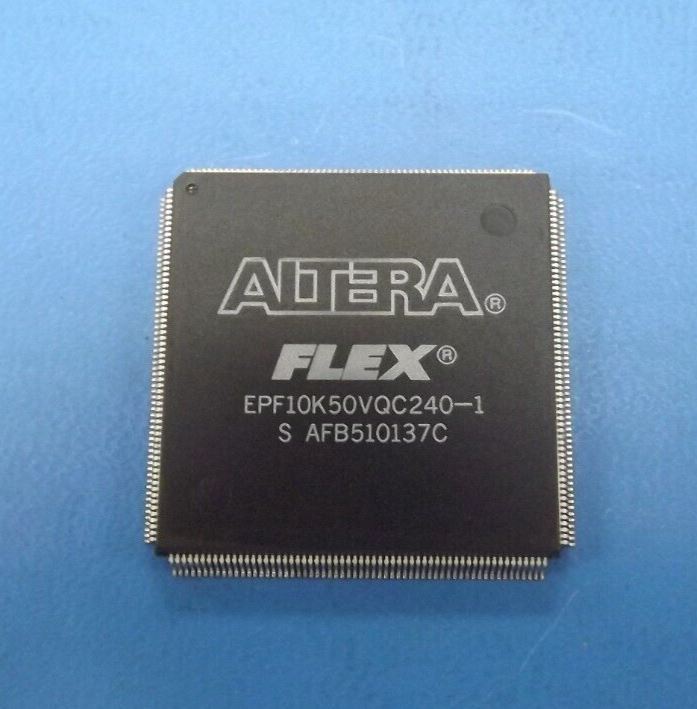 ALTERA®
FLEX®
EPF10K50VQC240-1
S AFB510137C